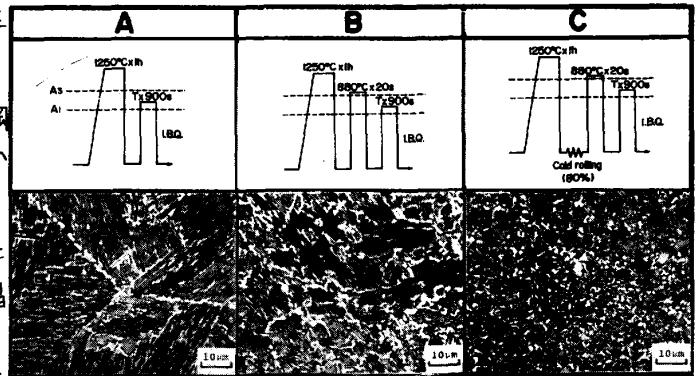 A
B
C
1250°C x 1h
A3
A1
T x 900s
I.B.Q.
1250°C x 1h
880°C x 20s
T x 900s
I.B.Q.
1250°C x 1h
880°C x 20s
T x 900s
I.B.Q.
Cold rolling
(80%)
10μm
10μm
10μm